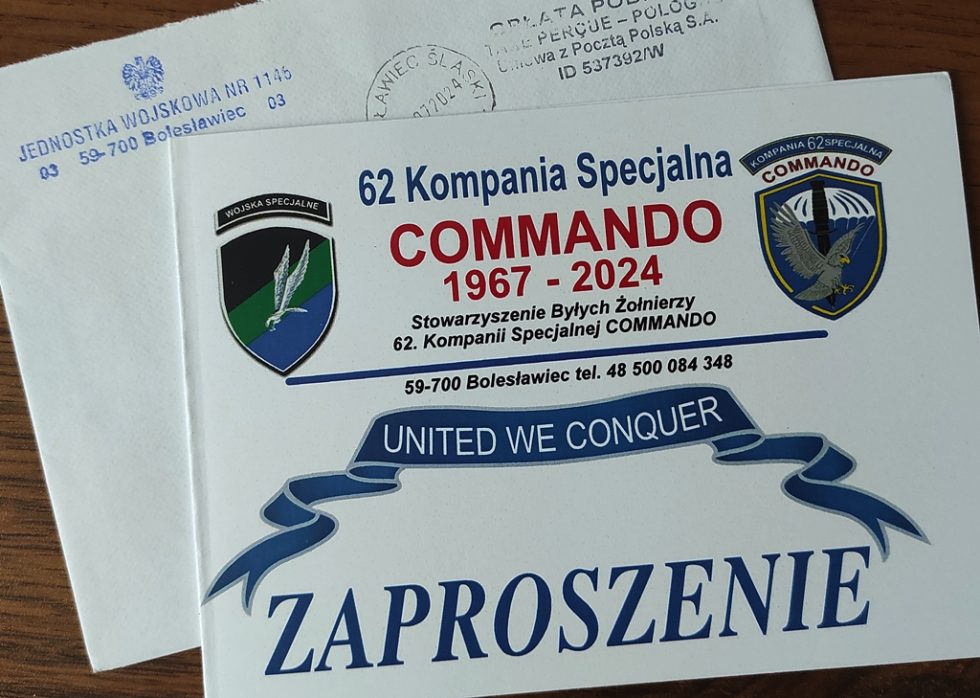 JEDNOSTKA WOJSKOWA NR 1145
03 59-700 Bolesławiec 03
ŚLĄSKI
TAXE PERÇUE - POLOGNE
Umowa z Pocztą Polską S.A.
ID 537392/W
62 Kompania Specjalna
COMMANDO
1967 - 2024
Stowarzyszenie Byłych Żołnierzy
62. Kompanii Specjalnej COMMANDO
59-700 Bolesławiec tel. 48 500 084 348
WOJSKA SPECJALNE
KOMPANIA 62 SPECJALNA
COMMANDO
UNITED WE CONQUER
ZAPROSZENIE